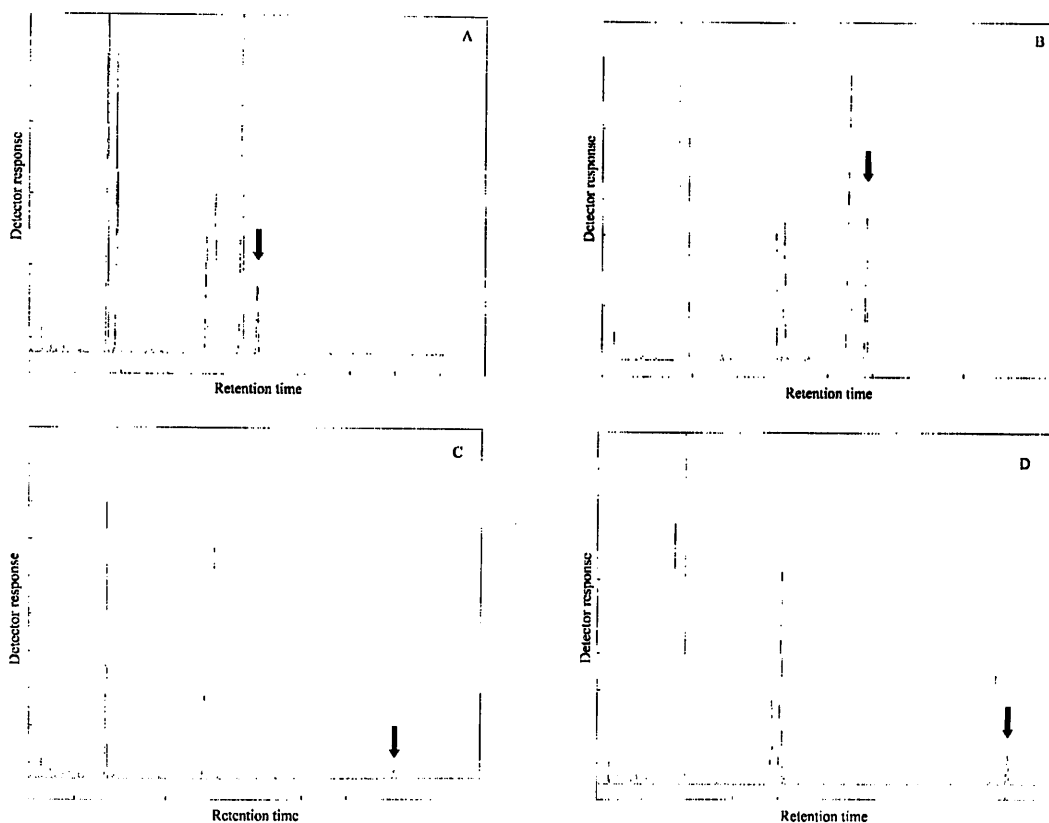 A
Detector response
Retention time
B
Detector response
Retention time
C
Detector response
Retention time
D
Detector response
Retention time